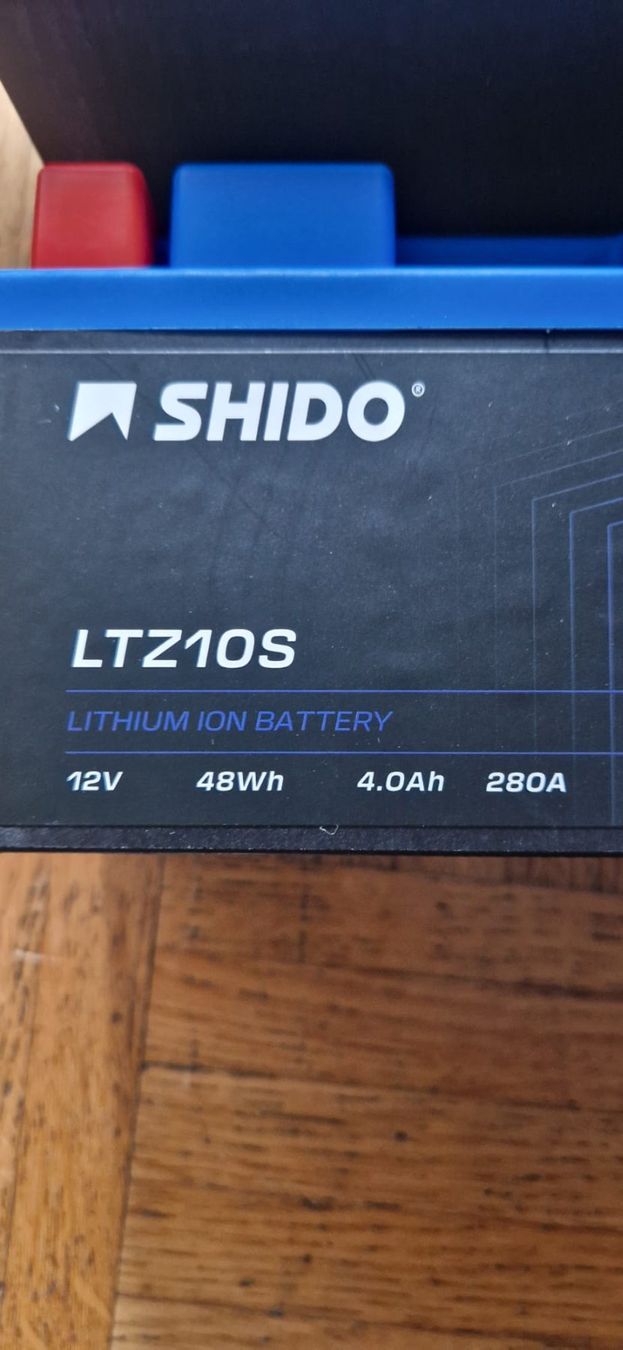 SHIDO®
LTZ10S
LITHIUM ION BATTERY
12V 48Wh 4.0Ah 280A